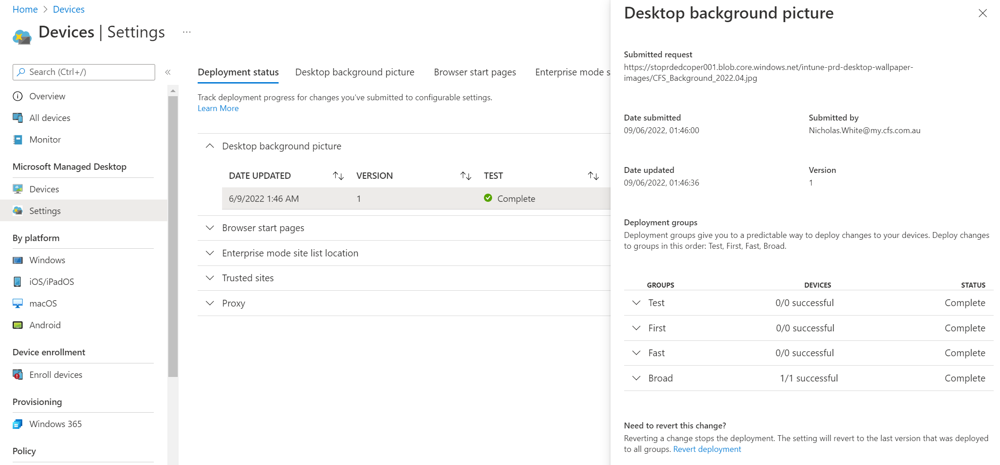 Home > Devices
Devices | Settings ...
Search (Ctrl+/) «
Overview
All devices
Monitor
Microsoft Managed Desktop
Devices
Settings
By platform
Windows
iOS/iPadOS
macOS
Android
Device enrollment
Enroll devices
Provisioning
Windows 365
Policy
Deployment status Desktop background picture Browser start pages Enterprise mode s
Track deployment progress for changes you've submitted to configurable settings.
Learn More
Desktop background picture
DATE UPDATED VERSION TEST
6/9/2022 1:46 AM 1 Complete
Browser start pages
Enterprise mode site list location
Trusted sites
Proxy
Desktop background picture
Submitted request
https://stoprdedcoper001.blob.core.windows.net/intune-prd-desktop-wallpaper-
images/CFS_Background_2022.04.jpg
Date submitted Submitted by
09/06/2022, 01:46:00 Nicholas.White@my.cfs.com.au
Date updated Version
09/06/2022, 01:46:36 1
Deployment groups
Deployment groups give you to a predictable way to deploy changes to your devices. Deploy changes
to groups in this order: Test, First, Fast, Broad.
GROUPS DEVICES STATUS
Test 0/0 successful Complete
First 0/0 successful Complete
Fast 0/0 successful Complete
Broad 1/1 successful Complete
Need to revert this change?
Reverting a change stops the deployment. The setting will revert to the last version that was deployed
to all groups. Revert deployment